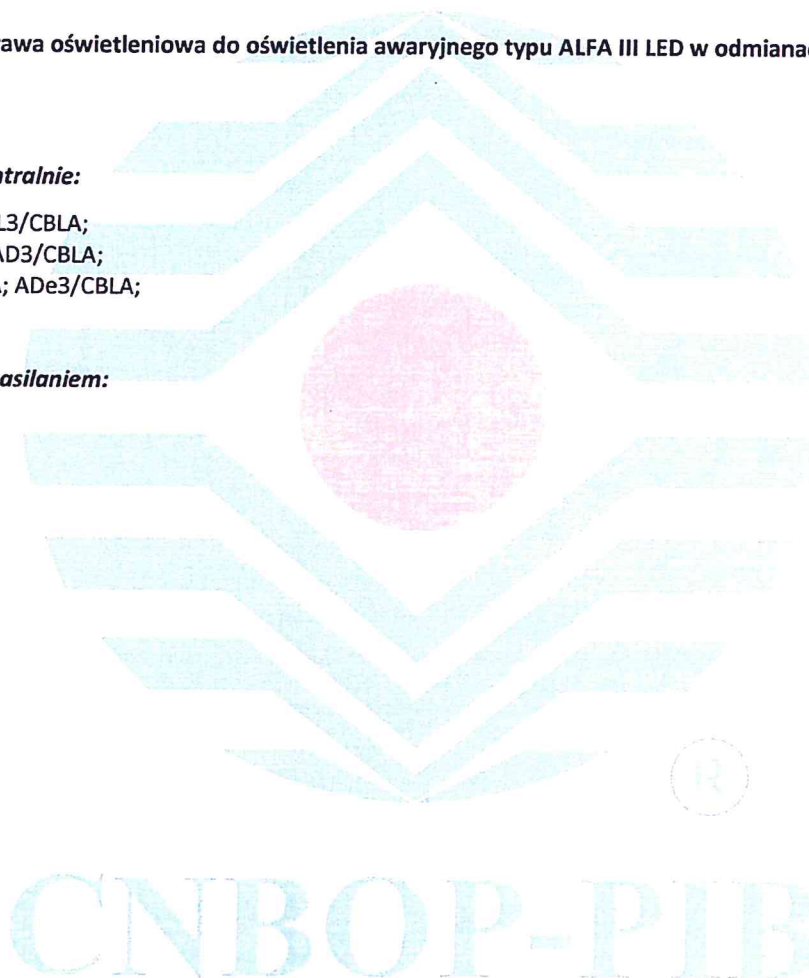 rawa oświetleniowa do oświetlenia awaryjnego typu ALFA III LED w odmiana
ntralnie:
L3/CBLA;
AD3/CBLA;
; ADe3/CBLA;
asilaniem:
R
CNBOP-PIB